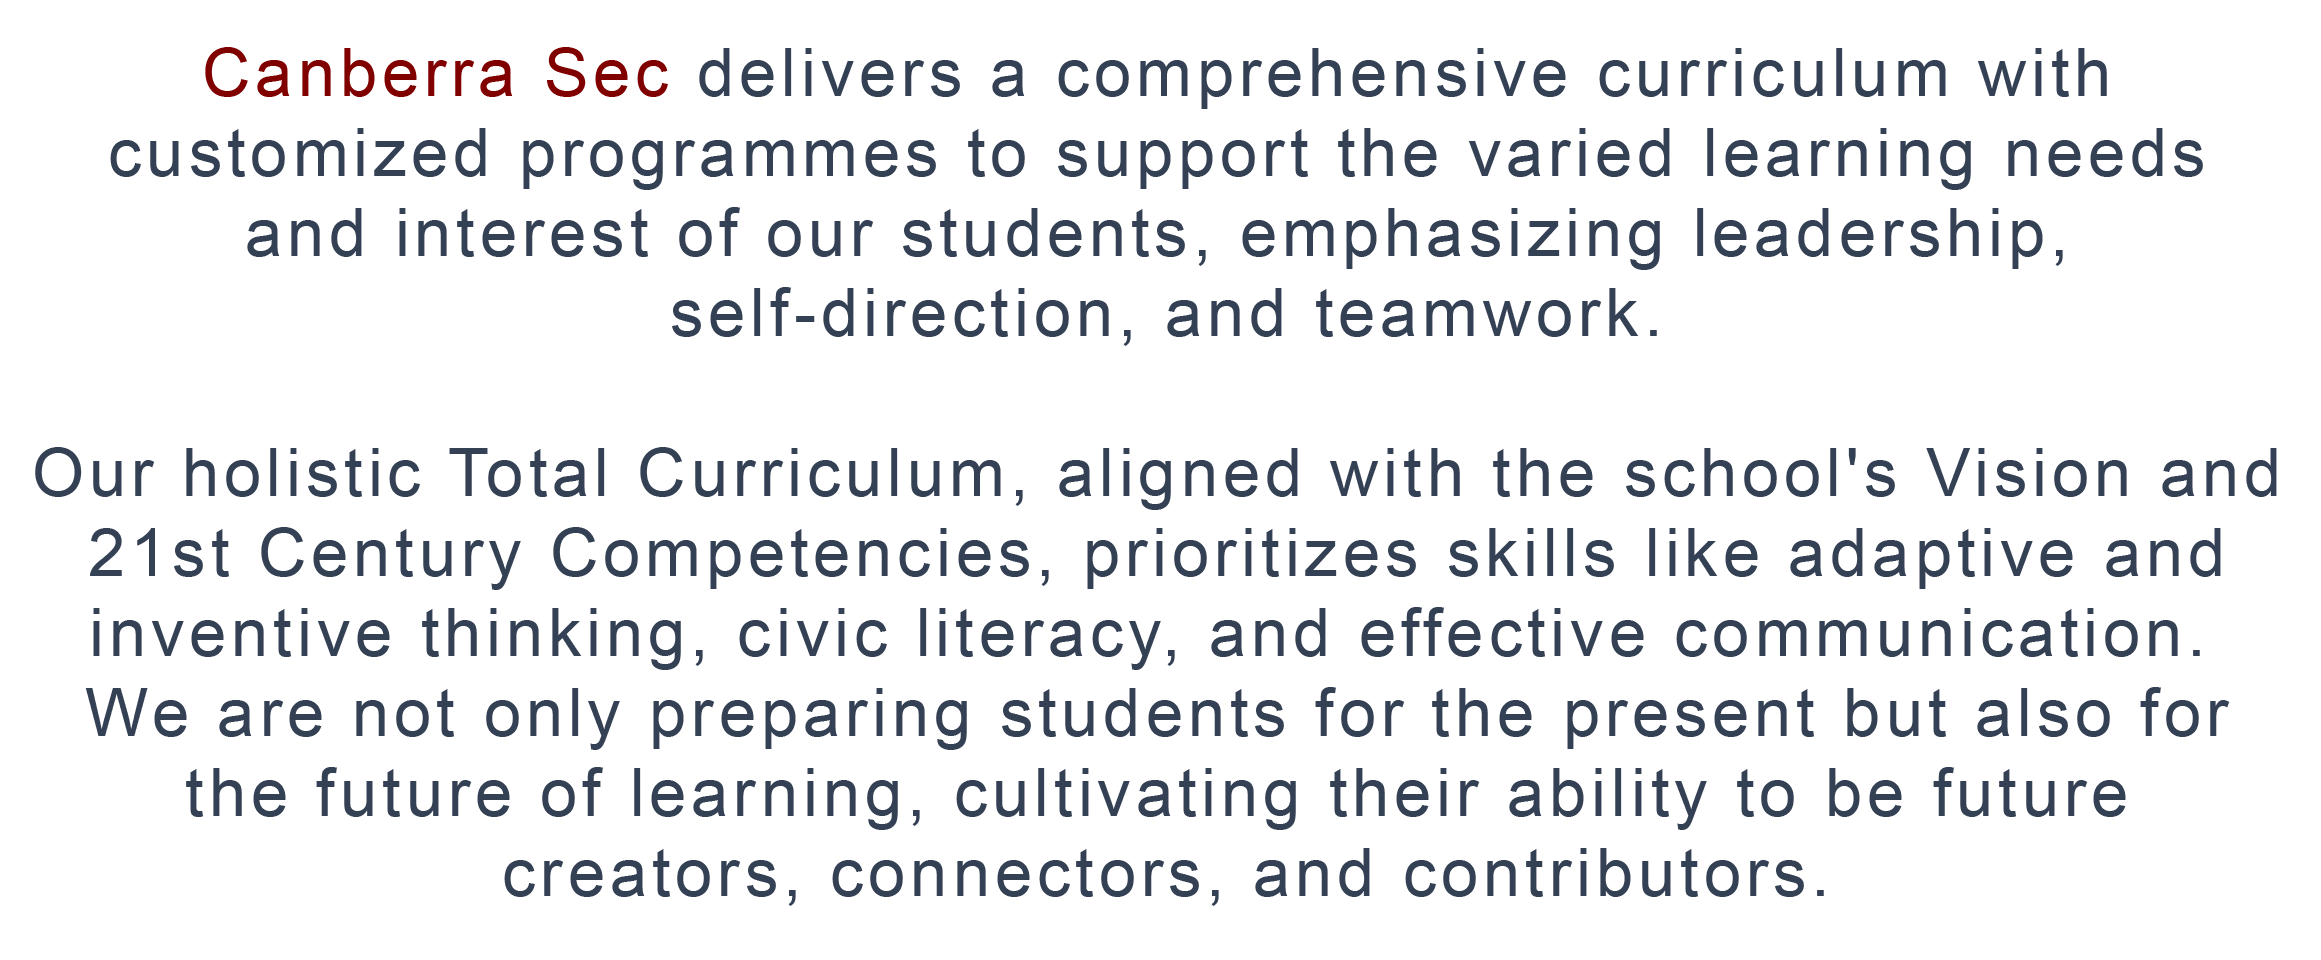 Canberra Sec delivers a comprehensive curriculum with
customized programmes to support the varied learning needs
and interest of our students, emphasizing leadership,
self-direction, and teamwork.
Our holistic Total Curriculum, aligned with the school's Vision and
21st Century Competencies, prioritizes skills like adaptive and
inventive thinking, civic literacy, and effective communication.
We are not only preparing students for the present but also for
the future of learning, cultivating their ability to be future
creators, connectors, and contributors.